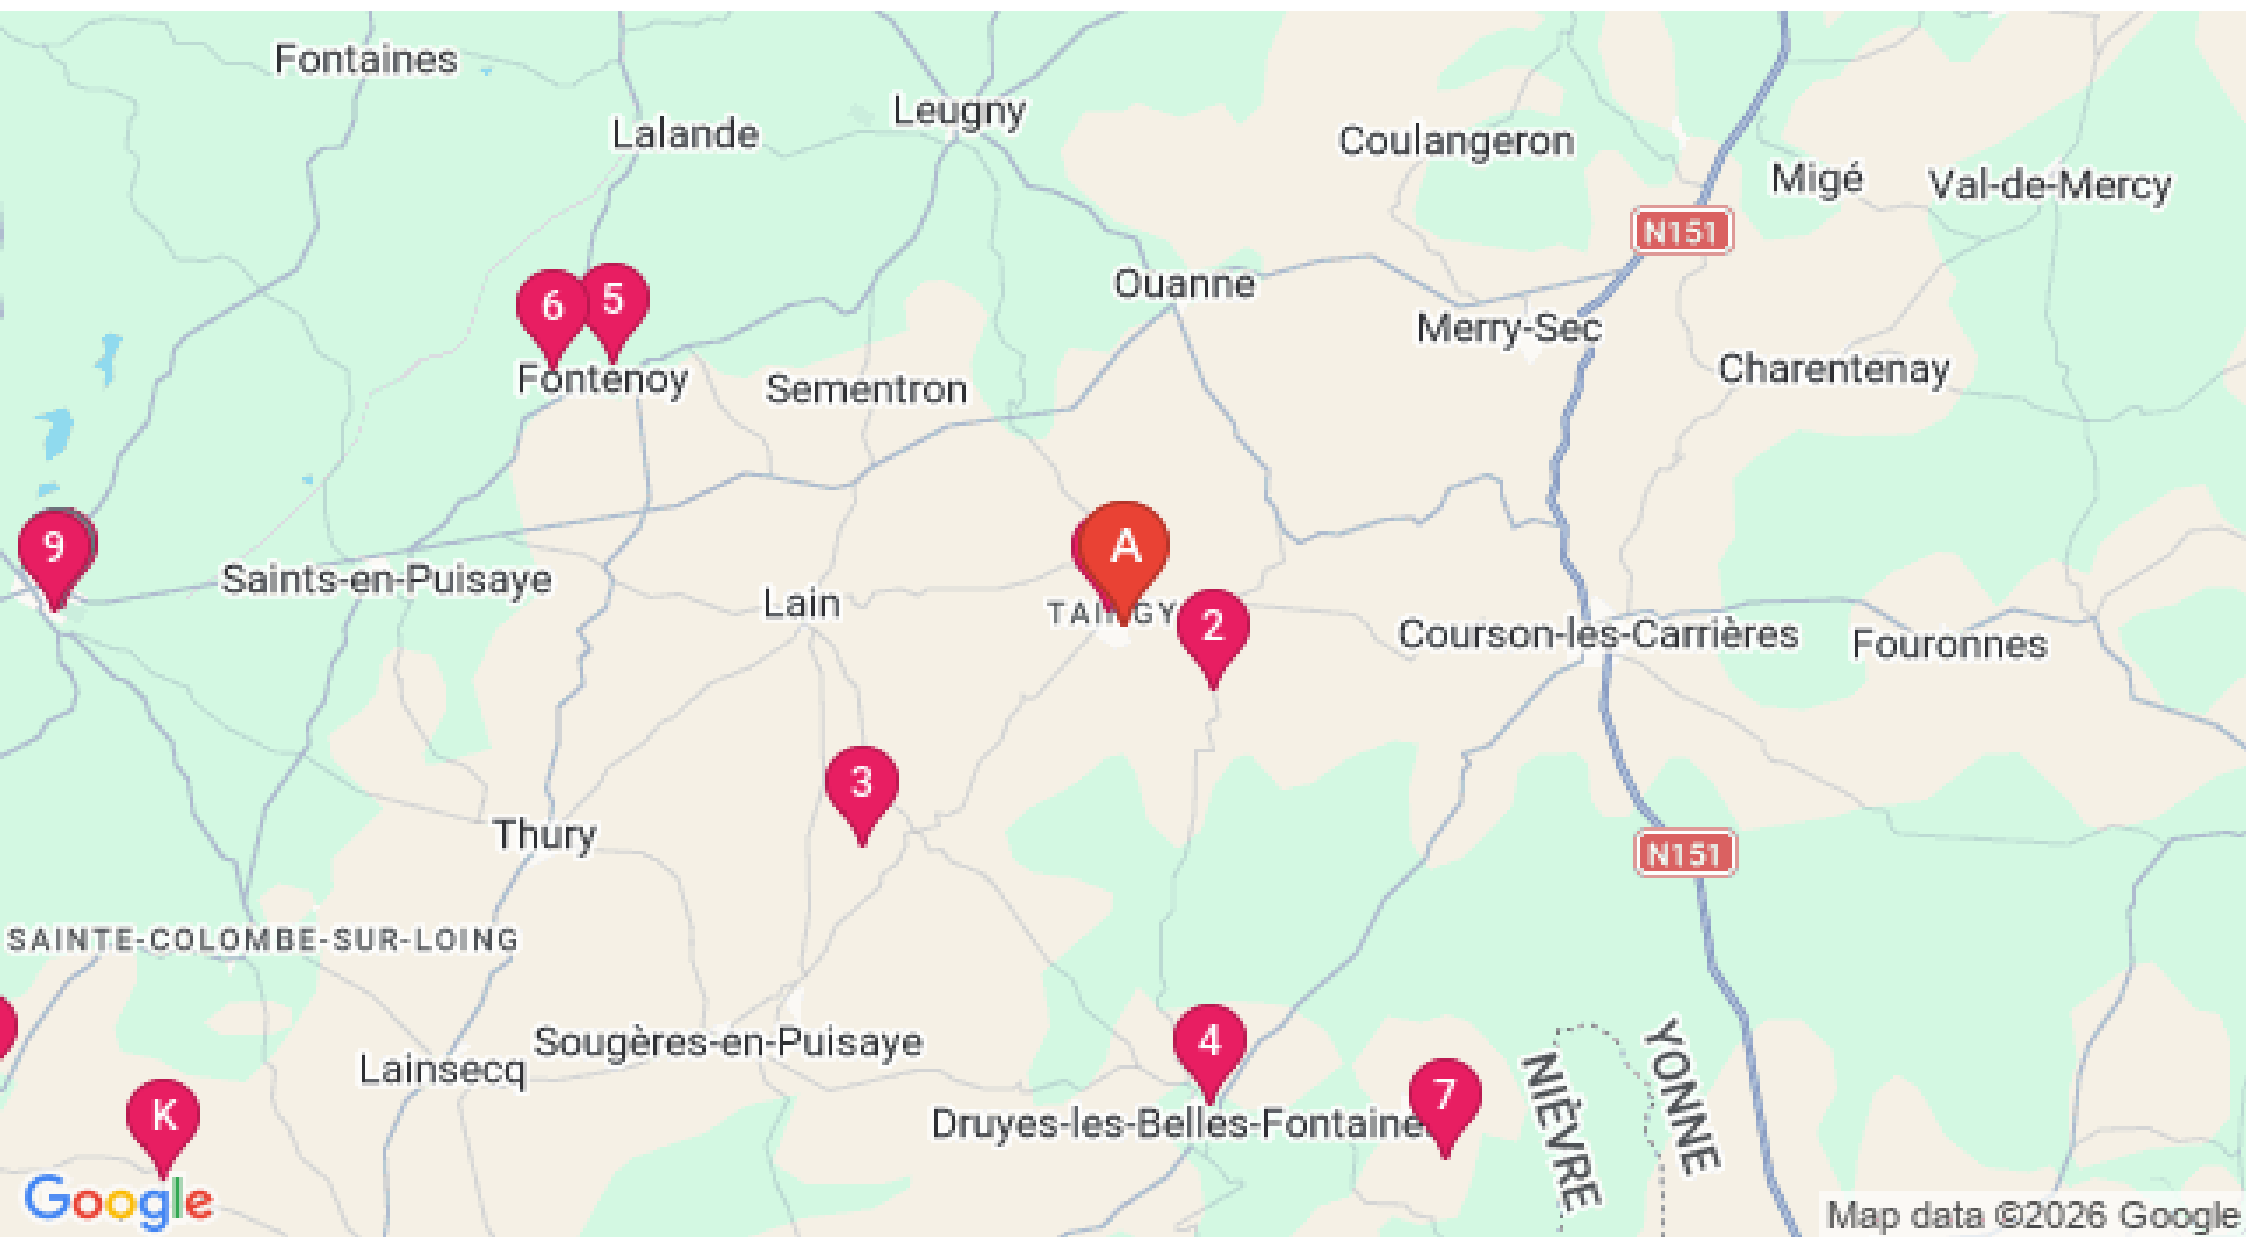 Fontaines
Leugny
Lalande
Coulangeron
Migé
Val-de-Mercy
N151
Ouanne
6
5
Merry-Sec
Fontenoy
Sementron
Charentenay
9
A
Saints-en-Puisaye
Lain
2
Courson-les-Carrières
Fouronnes
3
Thury
N151
SAINTE-COLOMBE-SUR-LOING
Sougères-en-Puisaye
4
Lainsecq
7
K
Druyes-les-Belles-Fontaine
NIÈVRE
YONNE
Google
Map data ©2026 Google